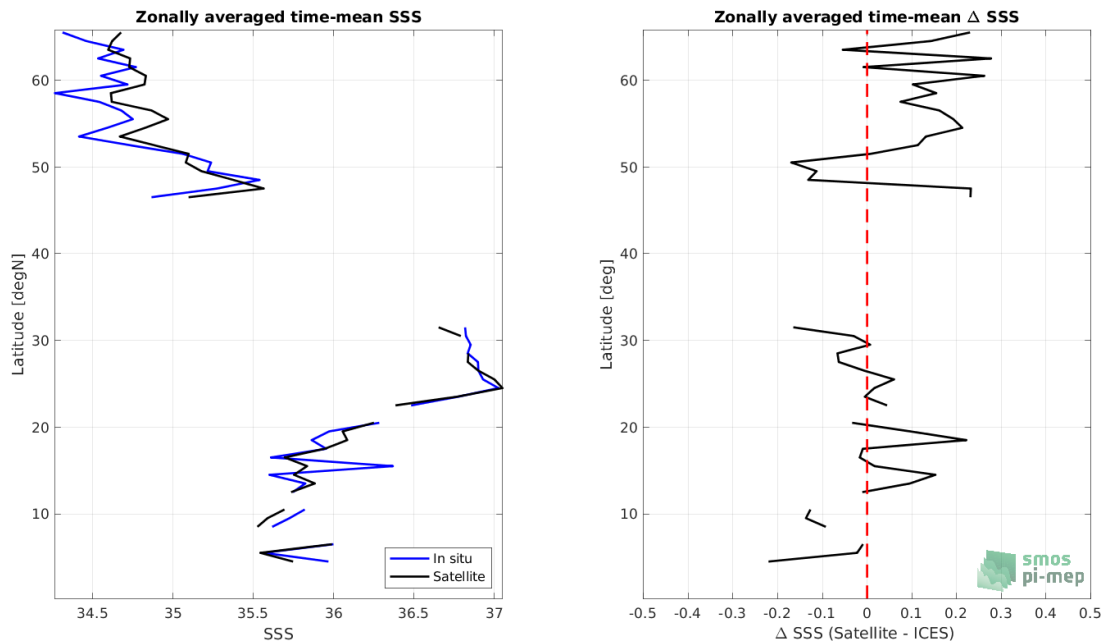 Zonally averaged time-mean SSS
60
50
40
30
20
10
34.5 35 35.5 36 36.5 37
Latitude [degN]
SSS
In situ
Satellite
Zonally averaged time-mean Δ SSS
60
50
40
30
20
10
-0.5 -0.4 -0.3 -0.2 -0.1 0 0.1 0.2 0.3 0.4 0.5
Latitude [deg]
Δ SSS (Satellite - ICES)
smos
pi-mep